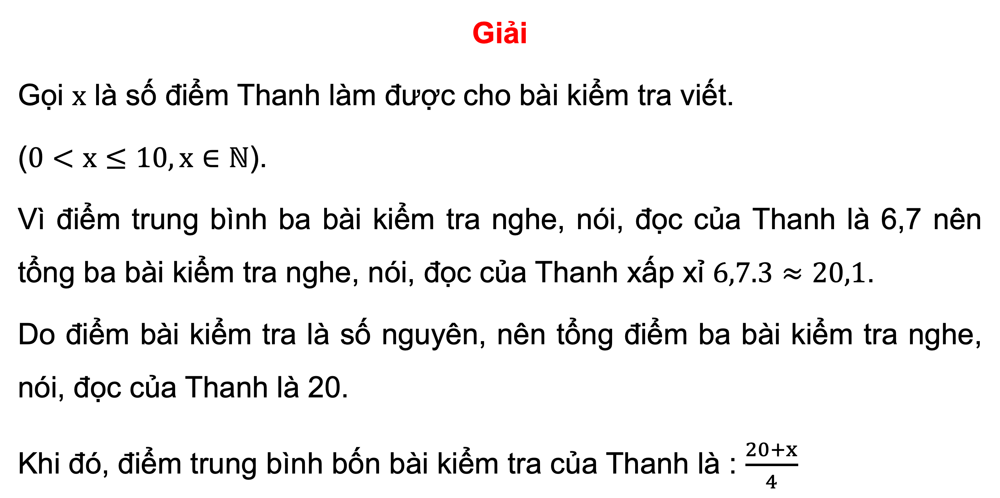 Giải
Gọi x là số điểm Thanh làm được cho bài kiểm tra viết.
(0 < x ≤ 10, x ∈ ℕ).
Vì điểm trung bình ba bài kiểm tra nghe, nói, đọc của Thanh là 6,7 nên
tổng ba bài kiểm tra nghe, nói, đọc của Thanh xấp xỉ 6,7.3 ≈ 20,1.
Do điểm bài kiểm tra là số nguyên, nên tổng điểm ba bài kiểm tra nghe,
nói, đọc của Thanh là 20.
Khi đó, điểm trung bình bốn bài kiểm tra của Thanh là : \frac{20+x}{4}